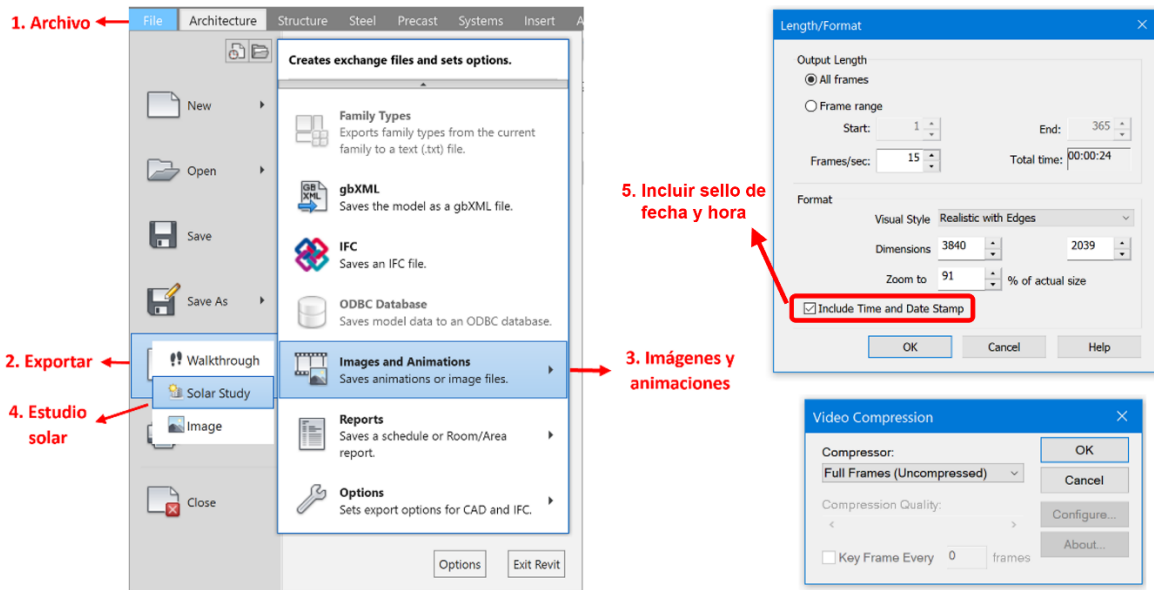 1. Archivo
File
Architecture
Structure
Steel
Precast
Systems
Insert
A
Creates exchange files and sets options.
New
Open
Save
Save As
Close
Family Types
Exports family types from the current
family to a text (.txt) file.
GB
XML
gbXML
Saves the model as a gbXML file.
IFC
Saves an IFC file.
ODBC Database
Saves model data to an ODBC database.
2. Exportar
Walkthrough
Solar Study
Image
4. Estudio
solar
Images and Animations
Saves animations or image files.
3. Imágenes y
animaciones
Reports
Saves a schedule or Room/Area
report.
Options
Sets export options for CAD and IFC.
Options
Exit Revit
Length/Format
Output Length
All frames
Frame range
Start: 1
End: 365
Frames/sec: 15
Total time: 00:00:24
5. Incluir sello de
fecha y hora
Format
Visual Style Realistic with Edges
Dimensions 3840 2039
Zoom to 91 % of actual size
Include Time and Date Stamp
OK
Cancel
Help
Video Compression
Compressor:
Full Frames (Uncompressed)
Compression Quality:
Key Frame Every 0 frames
OK
Cancel
Configure...
About...